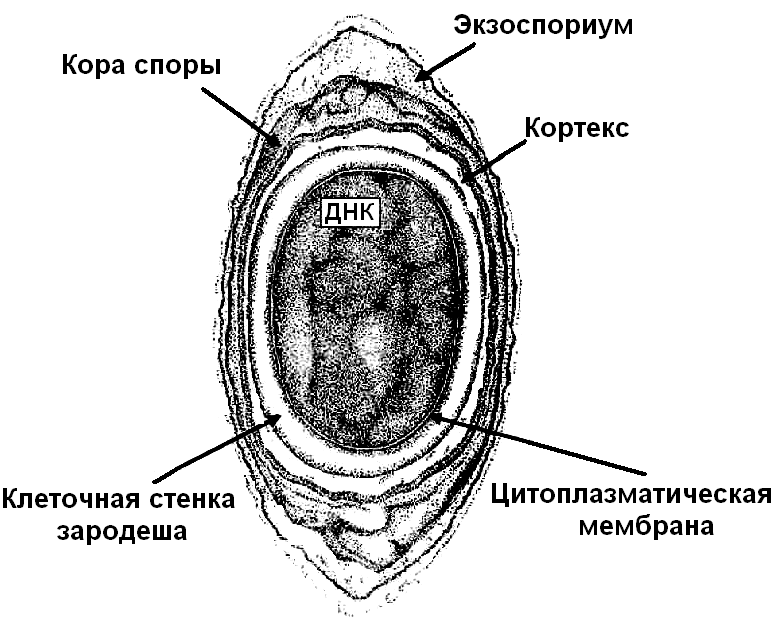 Экзоспориум
Кора споры
Кортекс
ДНК
Клеточная стенка
зародеша
Цитоплазматическая
мембрана